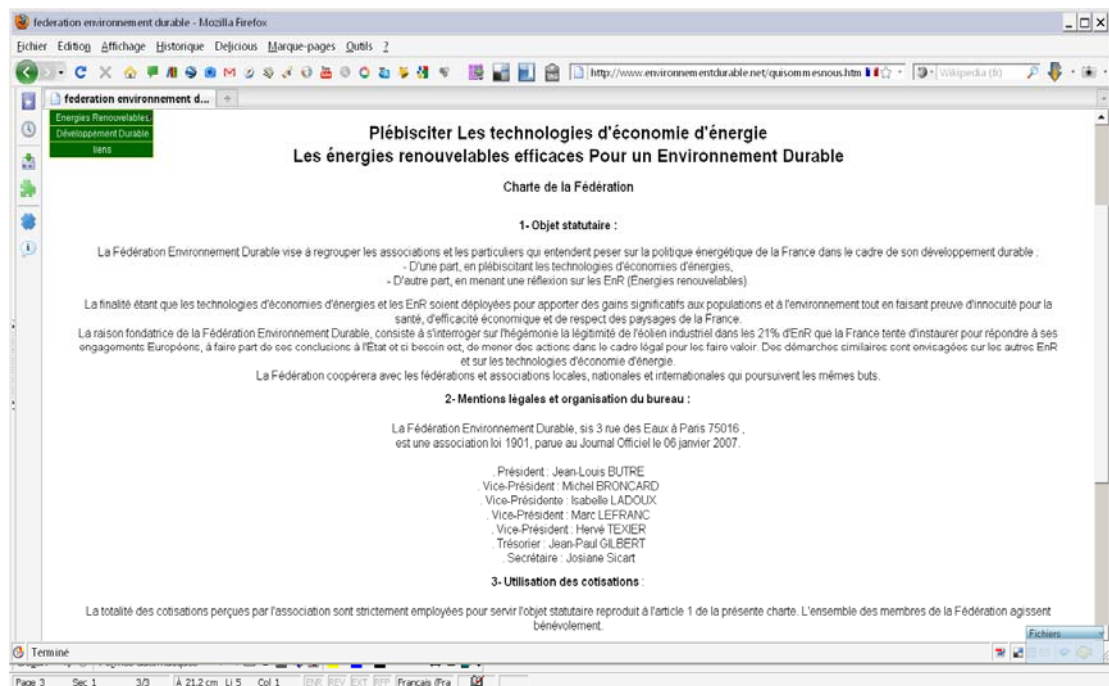 federation environnement durable - Mozilla Firefox
Fichier Édition Affichage Historique Delicious Marque-pages Outils ?
http://www.environnementdurable.net/quisommesnous.htm Wikipedia (fr)
federation environnement d...
Energies Renouvelables
Développement Durable
liens
Plébisciter Les technologies d'économie d'énergie
Les énergies renouvelables efficaces Pour un Environnement Durable
Charte de la Fédération
1- Objet statutaire :
La Fédération Environnement Durable vise à regrouper les associations et les particuliers qui entendent peser sur la politique énergétique de la France dans le cadre de son développement durable :
- D'une part, en plébiscitant les technologies d'économies d'énergies,
- D'autre part, en menant une réflexion sur les EnR (Énergies renouvelables).
La finalité étant que les technologies d'économies d'énergies et les EnR soient déployées pour apporter des gains significatifs aux populations et à l'environnement tout en faisant preuve d'innocuité pour la
santé, d'efficacité économique et de respect des paysages de la France.
La raison fondatrice de la Fédération Environnement Durable, consiste à s'interroger sur l'hégémonie la légitimité de l'éolien industriel dans les 21% d'EnR que la France tente d'instaurer pour répondre à ses
engagements Européens, à faire part de ses conclusions à l'État et si besoin est, de mener des actions dans le cadre légal pour les faire valoir. Des démarches similaires sont envisagées sur les autres EnR
et sur les technologies d'économie d'énergie.
La Fédération coopérera avec les fédérations et associations locales, nationales et internationales qui poursuivent les mêmes buts.
2- Mentions légales et organisation du bureau :
La Fédération Environnement Durable, sis 3 rue des Eaux à Paris 75016 ,
est une association loi 1901, parue au Journal Officiel le 06 janvier 2007.
. Président : Jean-Louis BUTRE
. Vice-Président : Michel BRONCARD
. Vice-Présidente : Isabelle LADOUX
. Vice-Président : Marc LEFRANC
. Vice-Président : Hervé TEXIER
. Trésorier : Jean-Paul GILBERT
. Secrétaire : Josiane Sicart
3- Utilisation des cotisations :
La totalité des cotisations perçues par l'association sont strictement employées pour servir l'objet statutaire reproduit à l'article 1 de la présente charte. L'ensemble des membres de la Fédération agissent
bénévolement.
Fichiers
Terminé
Page 3 Sec 1 3/3 À 21,2 cm Li 5 Col 1 ENR REV EXT RFP Français (Fra